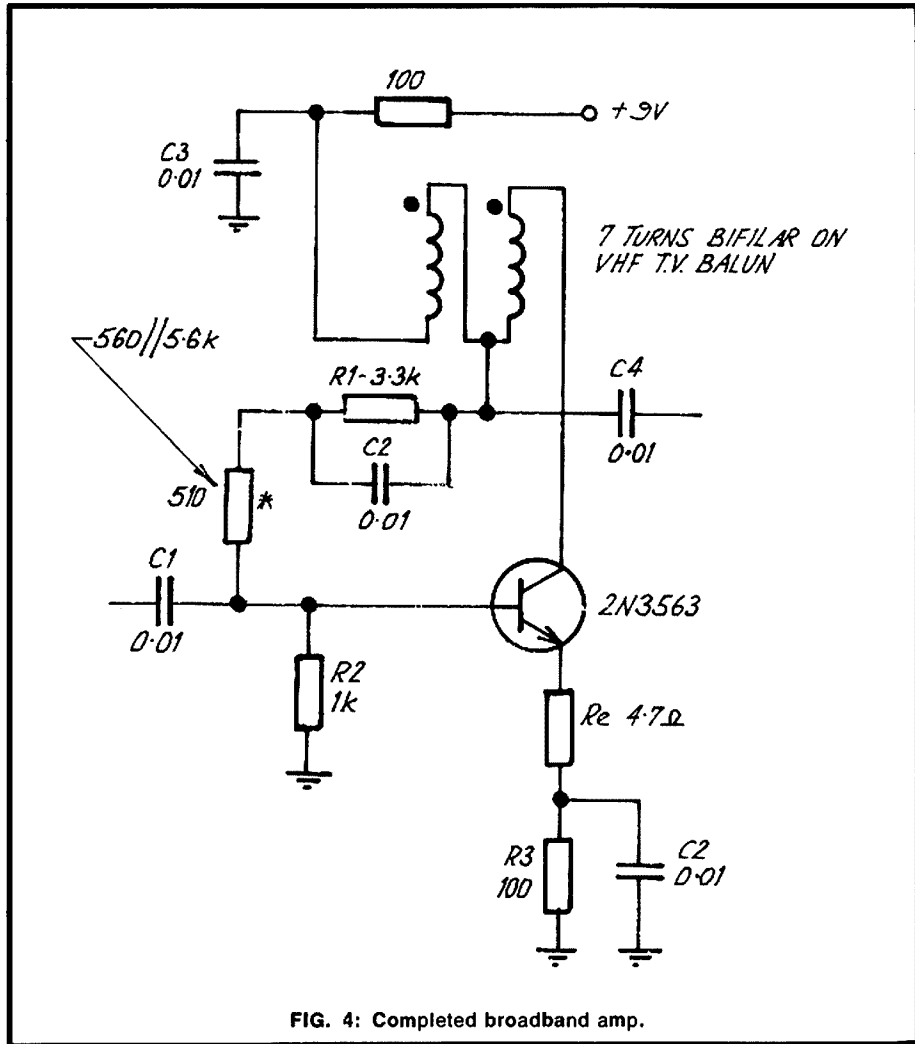 100
+9V
C3
0.01
7 TURNS BIFILAR ON
VHF T.V. BALUN
560//5.6k
R1-3.3k
C4
0.01
C2
0.01
510 *
C1
0.01
2N3563
R2
1k
Re 4.7Ω
R3
100
C2
0.01
FIG. 4: Completed broadband amp.